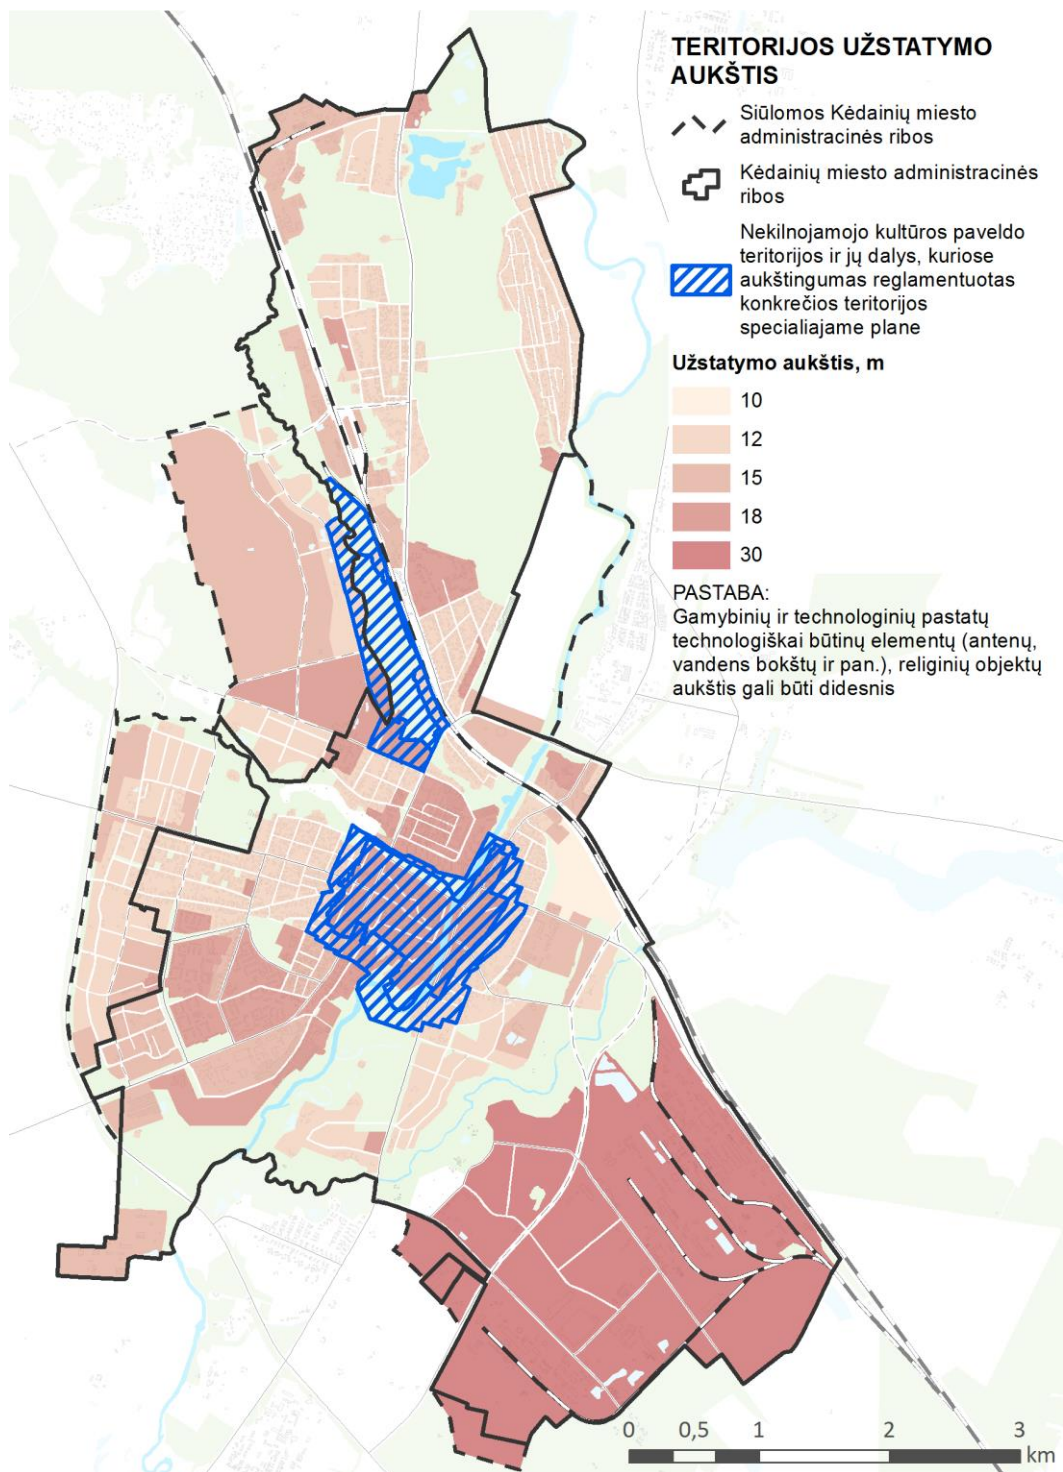 TERITORIJOS UŽSTATYMO
AUKŠTIS
Siūlomos Kėdainių miesto
administracinės ribos
Kėdainių miesto administracinės
ribos
Nekilnojamojo kultūros paveldo
teritorijos ir jų dalys, kuriose
aukštingumas reglamentuotas
konkrečios teritorijos
specialiajame plane
Užstatymo aukštis, m
10
12
15
18
30
PASTABA:
Gamybinių ir technologinių pastatų
technologiškai būtinų elementų (antenų,
vandens bokštų ir pan.), religinių objektų
aukštis gali būti didesnis
0 0,5 1 2 3
km